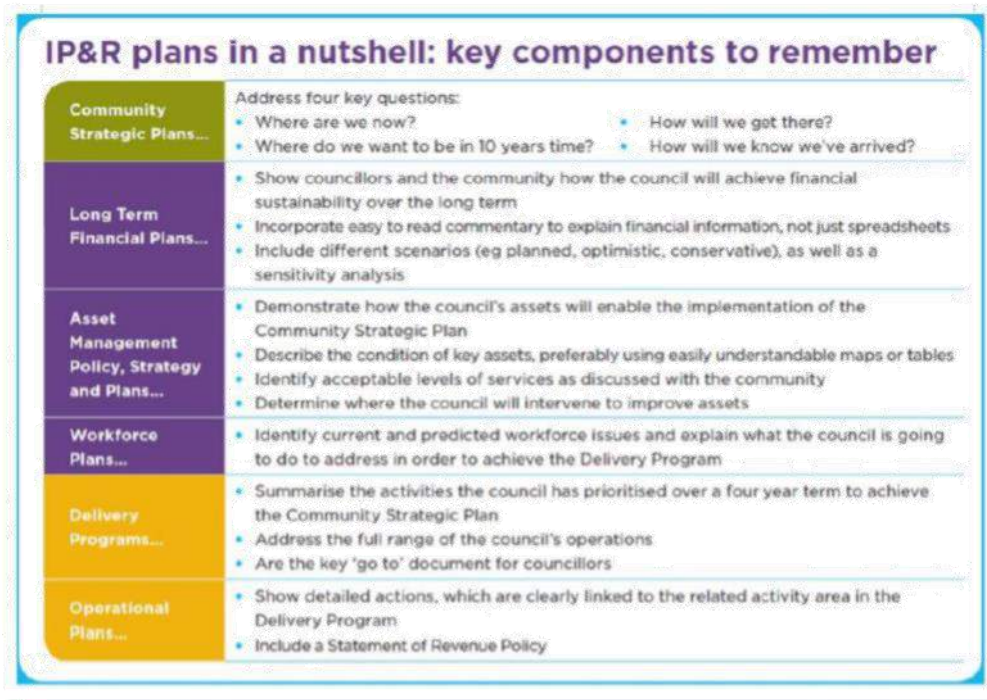 IP&R plans in a nutshell: key components to remember
Community
Strategic Plans...
Address four key questions:
• Where are we now?
• How will we get there?
• Where do we want to be in 10 years time?
• How will we know we've arrived?
Long Term
Financial Plans...
• Show councillors and the community how the council will achieve financial
sustainability over the long term
• Incorporate easy to read commentary to explain financial information, not just spreadsheets
• Include different scenarios (eg planned, optimistic, conservative), as well as a
sensitivity analysis
Asset
Management
Policy, Strategy
and Plans...
• Demonstrate how the council's assets will enable the implementation of the
Community Strategic Plan
• Describe the condition of key assets, preferably using easily understandable maps or tables
• Identify acceptable levels of services as discussed with the community
• Determine where the council will intervene to improve assets
Workforce
Plans...
• Identify current and predicted workforce issues and explain what the council is going
to do to address in order to achieve the Delivery Program
Delivery
Programs...
• Summarise the activities the council has prioritised over a four year term to achieve
the Community Strategic Plan
• Address the full range of the council's operations
• Are the key 'go to' document for councillors
Operational
Plans...
• Show detailed actions, which are clearly linked to the related activity area in the
Delivery Program
• Include a Statement of Revenue Policy